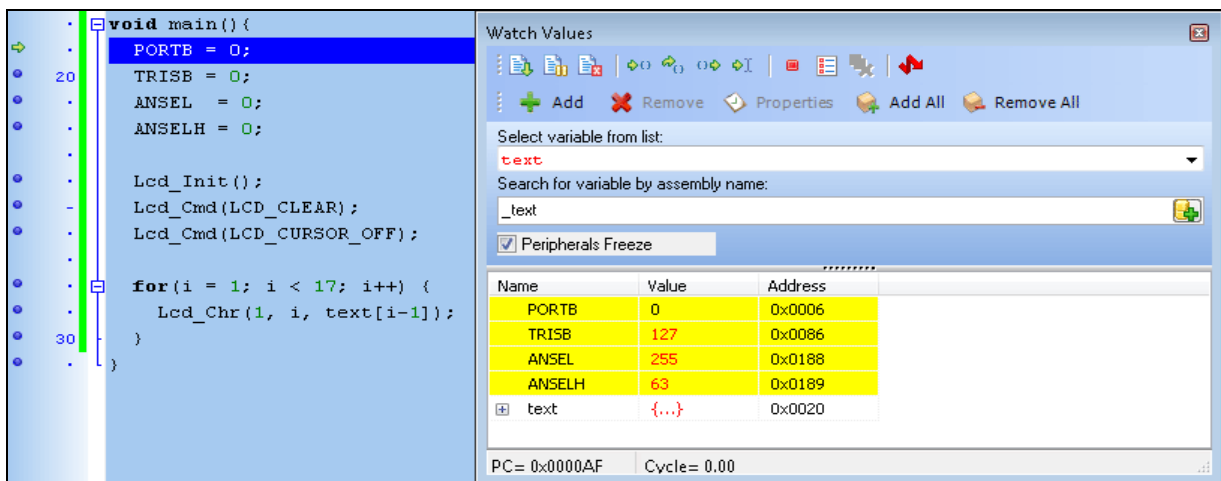 void main(){
PORTB = 0;
20 TRISB = 0;
ANSEL = 0;
ANSELH = 0;
Lcd_Init();
Lcd_Cmd(LCD_CLEAR);
Lcd_Cmd(LCD_CURSOR_OFF);
for(i = 1; i < 17; i++) {
Lcd_Chr(1, i, text[i-1]);
30 }
}
Watch Values
Add Remove Properties Add All Remove All
Select variable from list:
text
Search for variable by assembly name:
_text
Peripherals Freeze
Name Value Address
PORTB 0 0x0006
TRISB 127 0x0086
ANSEL 255 0x0188
ANSELH 63 0x0189
text {...} 0x0020
PC= 0x0000AF Cycle= 0.00